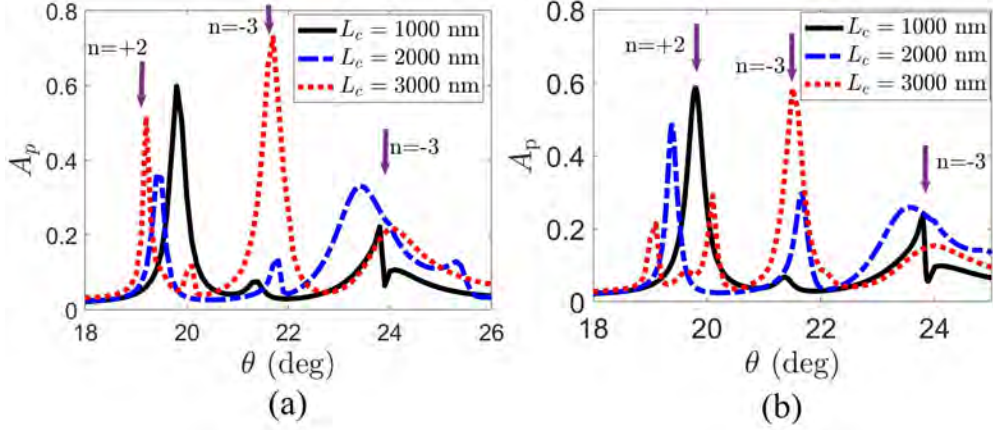 0.8
0.6
0.4
0.2
0
A_p
n=+2
n=-3
n=-3
L_c = 1000 nm
L_c = 2000 nm
L_c = 3000 nm
18 20 22 24 26
θ (deg)
(a)
0.8
0.6
0.4
0.2
0
A_p
n=+2
n=-3
n=-3
L_c = 1000 nm
L_c = 2000 nm
L_c = 3000 nm
18 20 22 24
θ (deg)
(b)